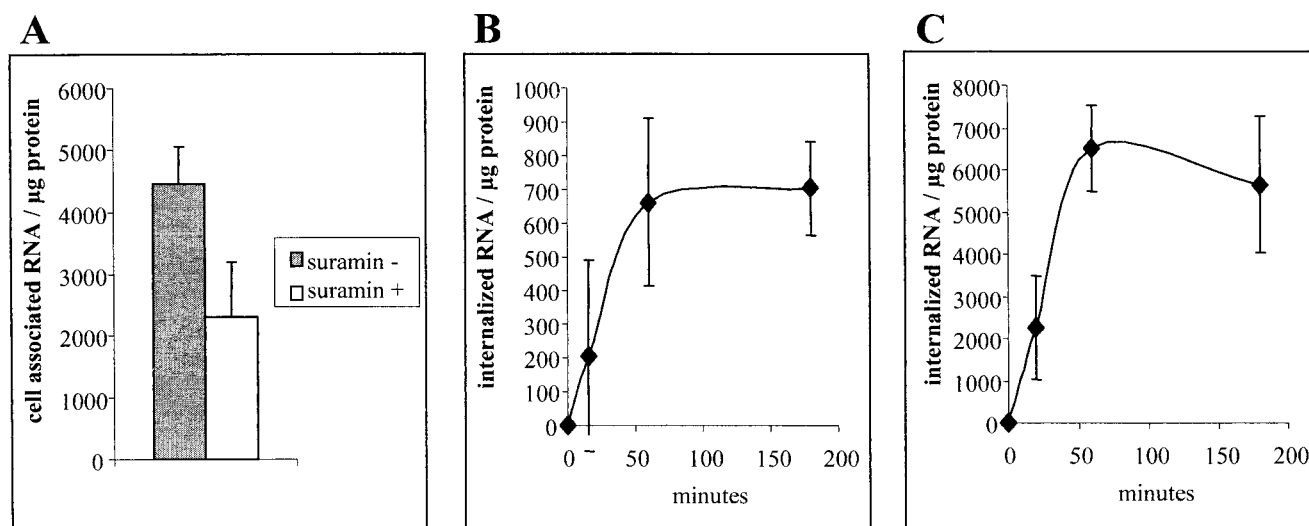 A
cell associated RNA / µg protein
6000
5000
4000
3000
2000
1000
0
suramin -
suramin +
B
internalized RNA / µg protein
1000
900
800
700
600
500
400
300
200
100
0
0 50 100 150 200
minutes
C
internalized RNA / µg protein
8000
7000
6000
5000
4000
3000
2000
1000
0
0 50 100 150 200
minutes